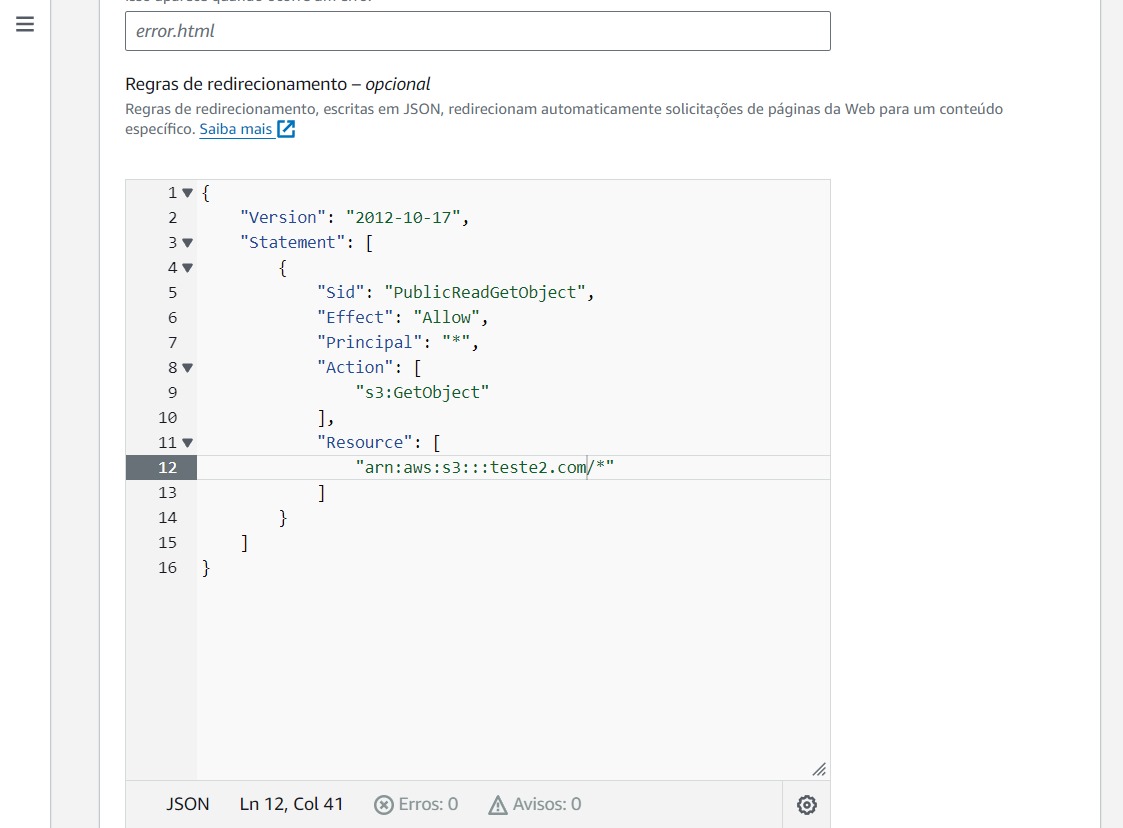 error.html
Regras de redirecionamento – opcional
Regras de redirecionamento, escritas em JSON, redirecionam automaticamente solicitações de páginas da Web para um conteúdo
específico. Saiba mais
1 {
2 "Version": "2012-10-17",
3 "Statement": [
4 {
5 "Sid": "PublicReadGetObject",
6 "Effect": "Allow",
7 "Principal": "*",
8 "Action": [
9 "s3:GetObject"
10 ],
11 "Resource": [
12 "arn:aws:s3:::teste2.com/*"
13 ]
14 }
15 ]
16 }
JSON Ln 12, Col 41 Erros: 0 Avisos: 0